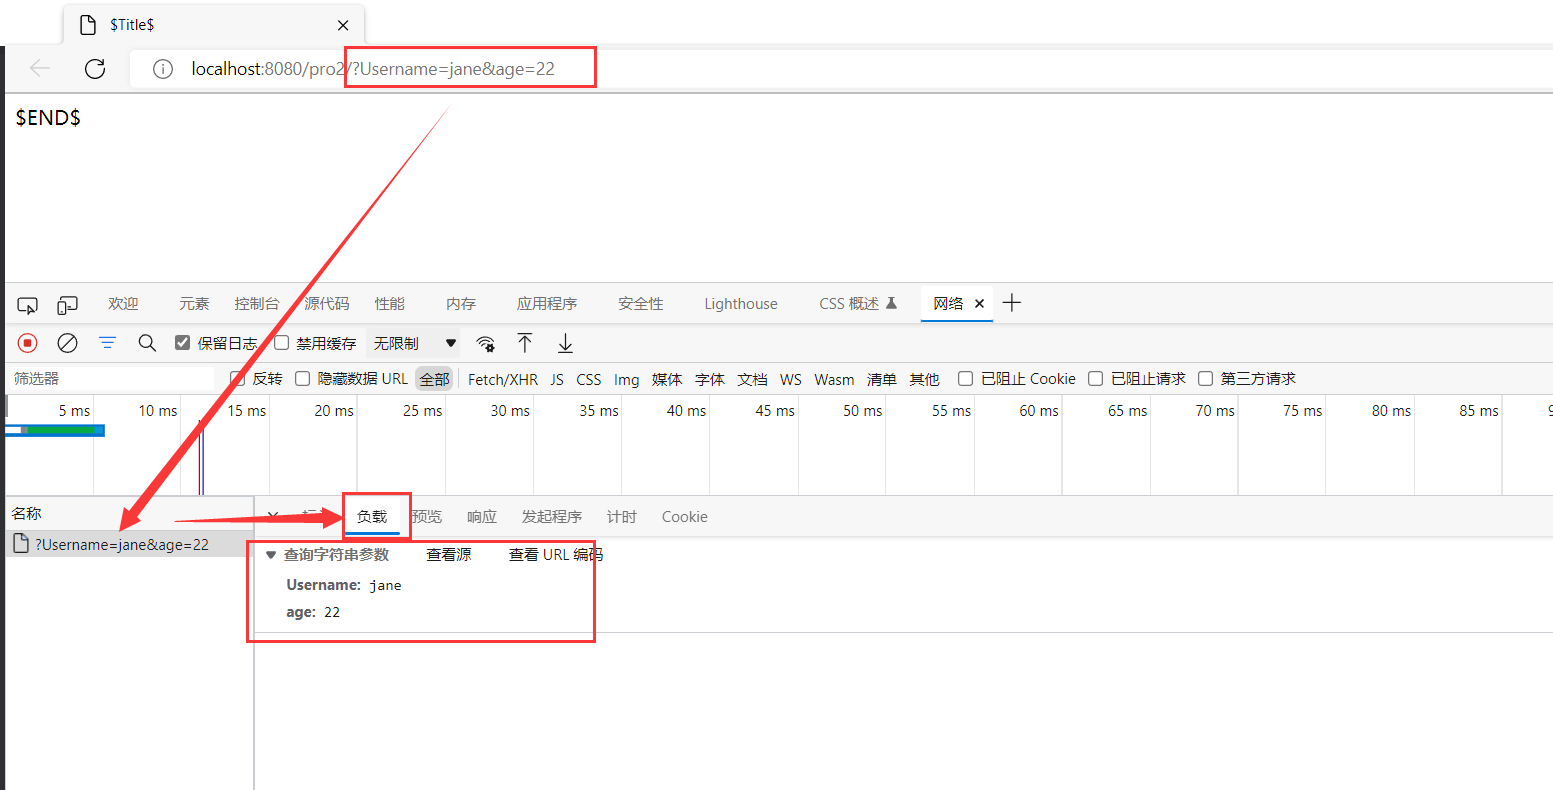 $Title$
localhost:8080/pro2/?Username=jane&age=22
$END$
欢迎 元素 控制台 源代码 性能 内存 应用程序 安全性 Lighthouse CSS 概述 网络
保留日志 禁用缓存 无限制
筛选器 反转 隐藏数据 URL 全部 Fetch/XHR JS CSS Img 媒体 字体 文档 WS Wasm 清单 其他 已阻止 Cookie 已阻止请求 第三方请求
5 ms 10 ms 15 ms 20 ms 25 ms 30 ms 35 ms 40 ms 45 ms 50 ms 55 ms 60 ms 65 ms 70 ms 75 ms 80 ms 85 ms
名称 负载 预览 响应 发起程序 计时 Cookie
?Username=jane&age=22
查询字符串参数 查看源 查看 URL 编码
Username: jane
age: 22